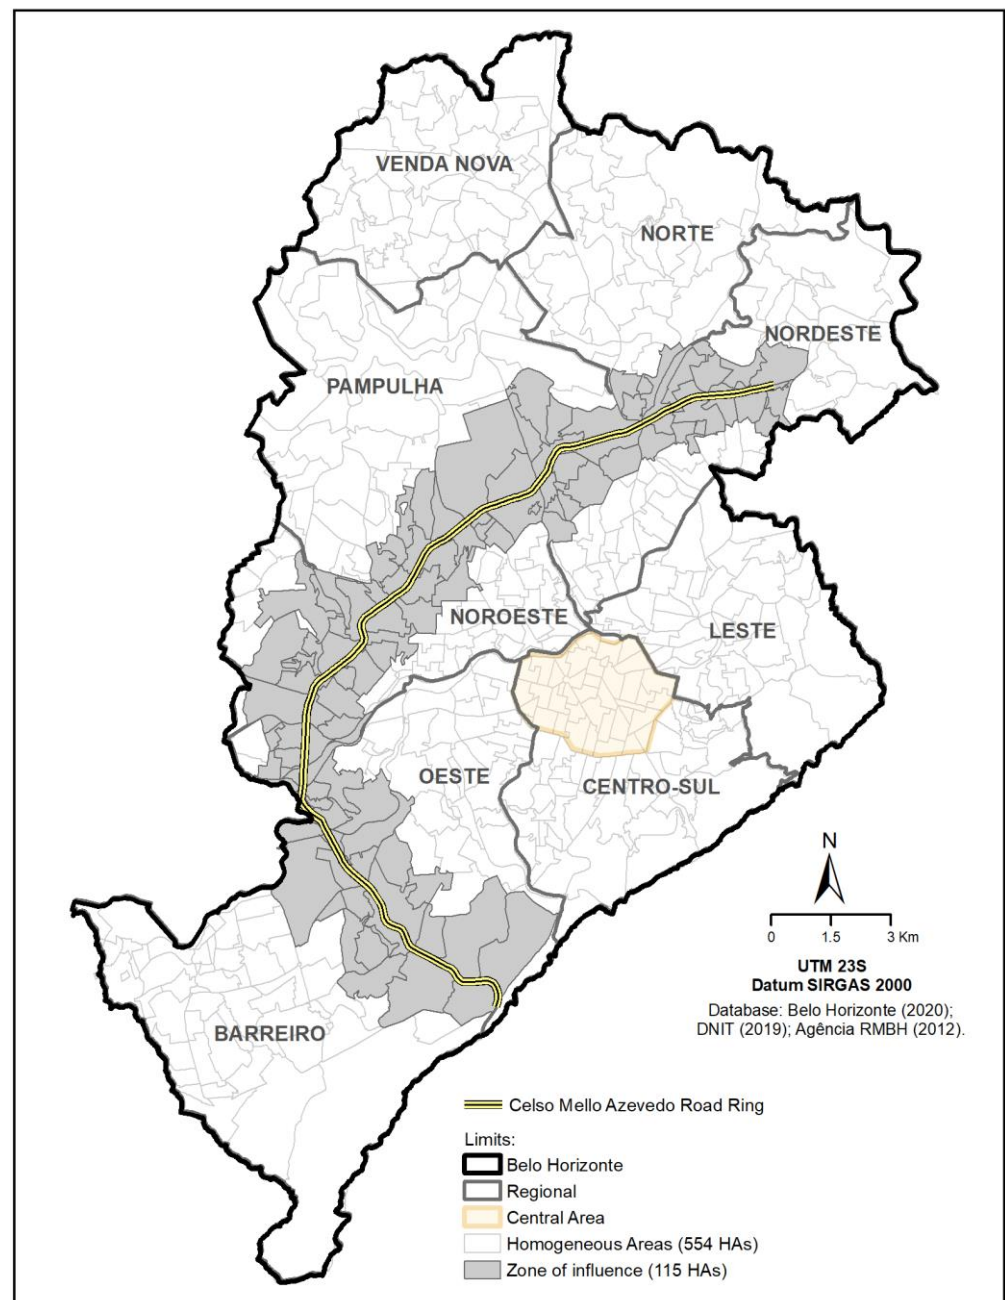 VENDA NOVA
NORTE
NORDESTE
PAMPULHA
NOROESTE
LESTE
OESTE
CENTRO-SUL
BARREIRO
N
0 1.5 3 Km
UTM 23S
Datum SIRGAS 2000
Database: Belo Horizonte (2020);
DNIT (2019); Agência RMBH (2012).
Celso Mello Azevedo Road Ring
Limits:
Belo Horizonte
Regional
Central Area
Homogeneous Areas (554 HAs)
Zone of influence (115 HAs)